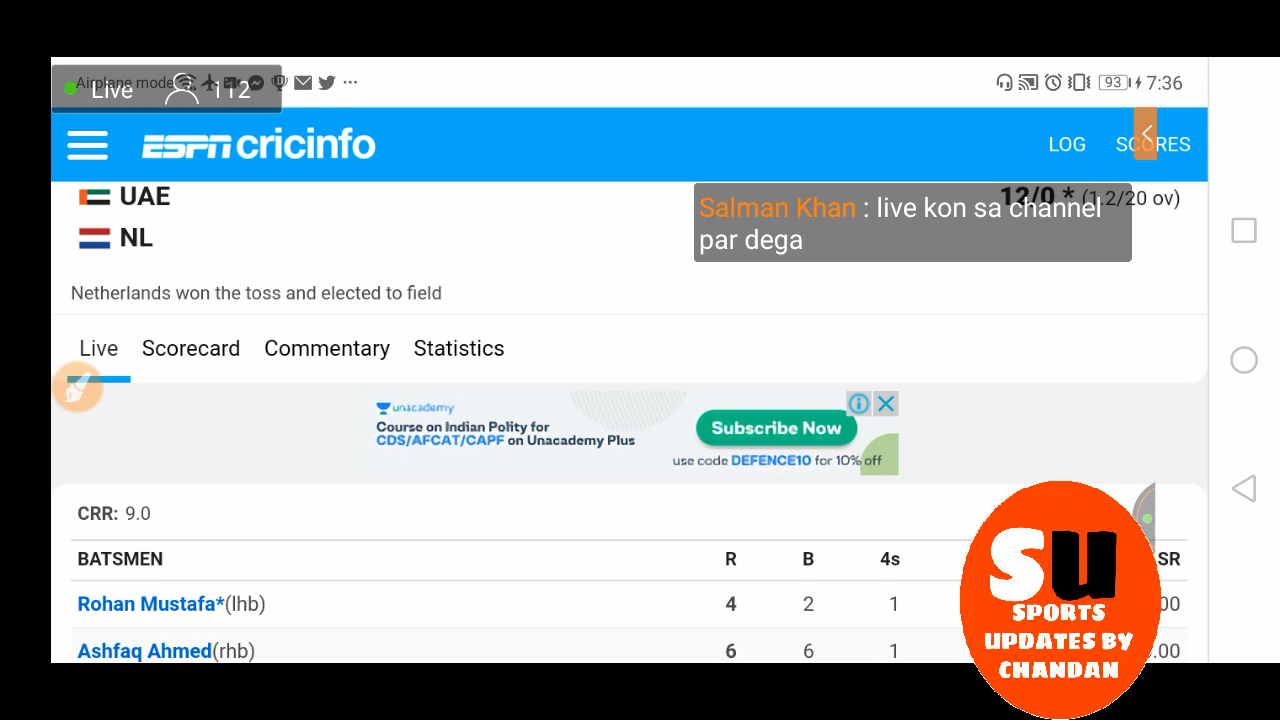 Airplane mode
Live 112
93 7:36
ESPN cricinfo
LOG SCORES
UAE 12/0 * (1.2/20 ov)
NL
Salman Khan : live kon sa channel
par dega
Netherlands won the toss and elected to field
Live Scorecard Commentary Statistics
unacademy
Course on Indian Polity for
CDS/AFCAT/CAPF on Unacademy Plus
Subscribe Now
use code DEFENCE10 for 10% off
CRR: 9.0
BATSMEN R B 4s SR
Rohan Mustafa*(lhb) 4 2 1 00
Ashfaq Ahmed(rhb) 6 6 1 .00
SU
SPORTS
UPDATES BY
CHANDAN